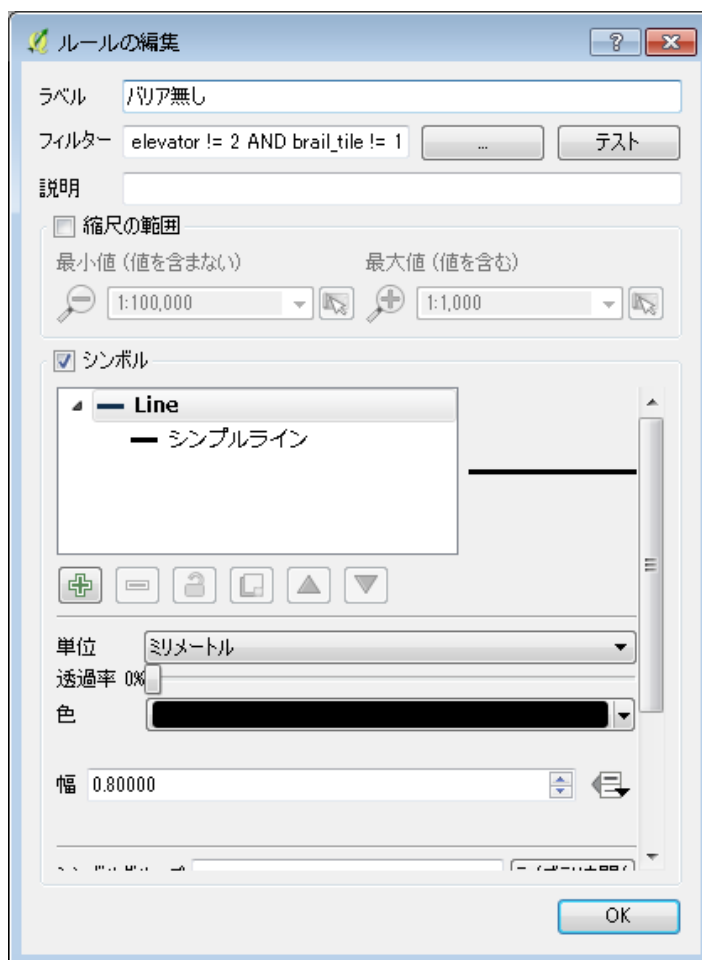 ルールの編集
ラベル バリア無し
フィルター elevator != 2 AND brail_tile != 1 ... テスト
説明
縮尺の範囲
最小値 (値を含まない) 最大値 (値を含む)
1:100,000 1:1,000
シンボル
Line
シンプルライン
単位 ミリメートル
透過率 0%
色
幅 0.80000
OK